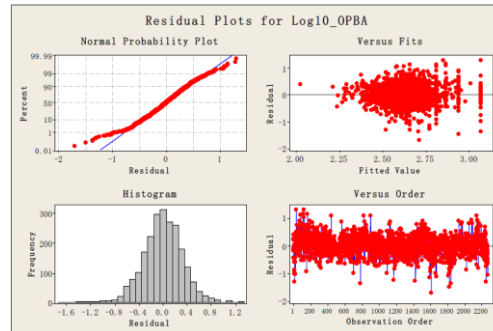 Residual Plots for Log10_OPBA
Normal Probability Plot
Percent
99.99
99
90
50
10
1
0.01
-2 -1 0 1
Residual
Versus Fits
Residual
1
0
-1
-2
2.00 2.25 2.50 2.75 3.00
Fitted Value
Histogram
Frequency
300
200
100
0
-1.6 -1.2 -0.8 -0.4 0.0 0.4 0.8 1.2
Residual
Versus Order
Residual
1
0
-1
-2
1 200 400 600 800 1000 1200 1400 1600 1800 2000 2200
Observation Order